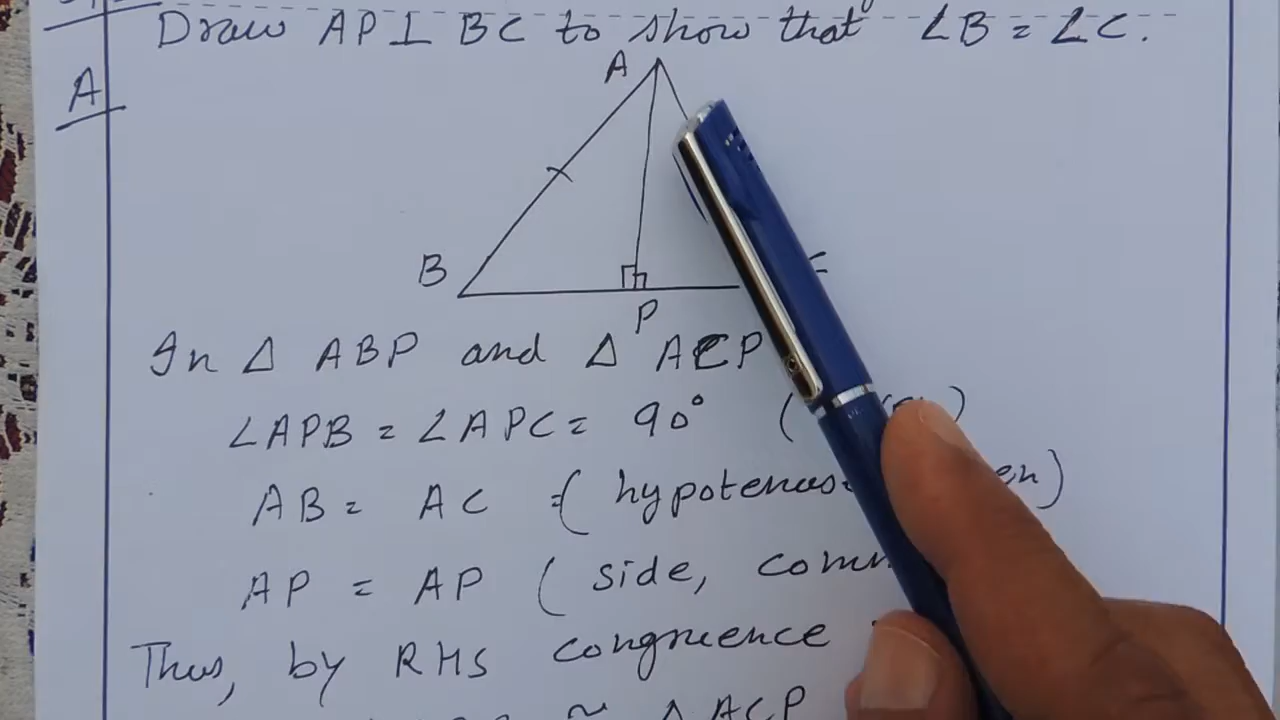 Draw AP⊥ BC to show that ∠B = ∠C.
A
A
B
P
In Δ ABP and Δ ACP
∠APB = ∠APC = 90° (
AB = AC =( hypotenuse
AP = AP ( side,
Thus, by RHS congruence
≅ Δ ACP